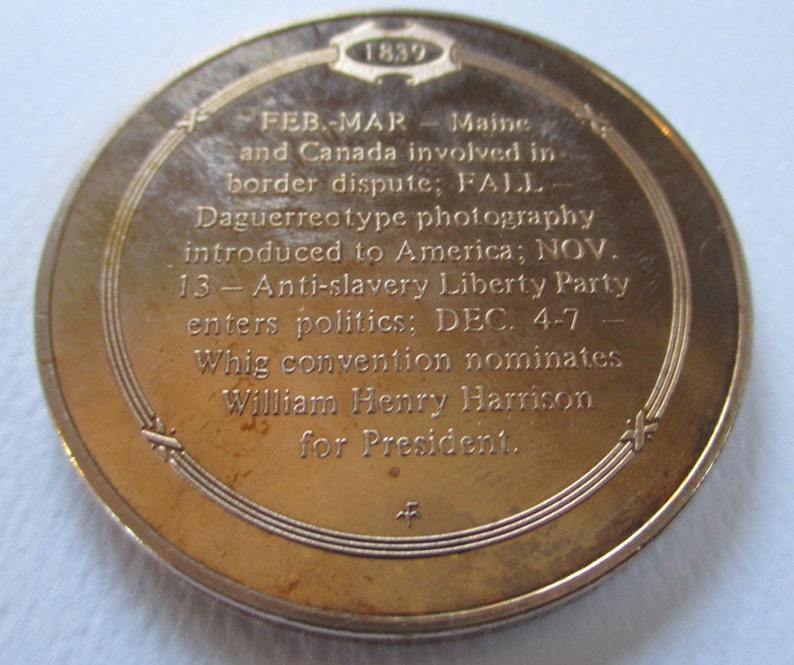 1839
FEB.-MAR — Maine
and Canada involved in
border dispute; FALL —
Daguerreotype photography
introduced to America; NOV.
13 — Anti-slavery Liberty Party
enters politics; DEC. 4-7 —
Whig convention nominates
William Henry Harrison
for President.